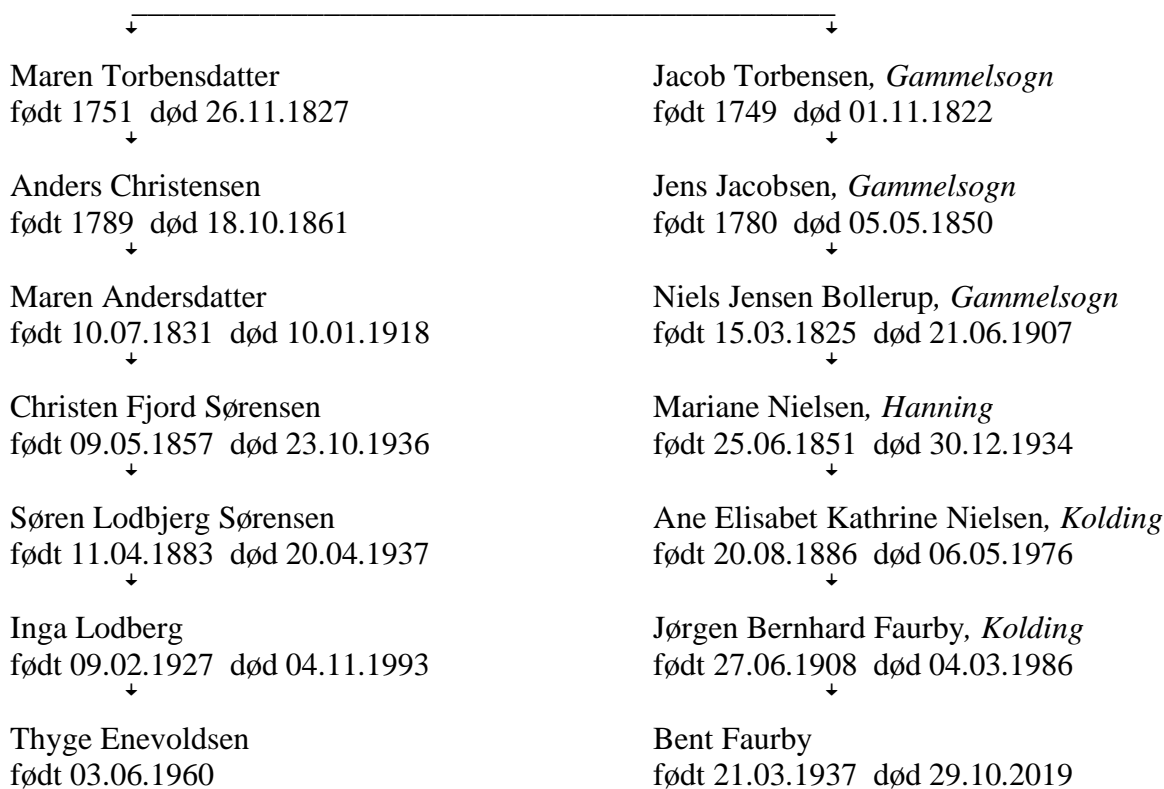 Maren Torbensdatter
født 1751 død 26.11.1827
Anders Christensen
født 1789 død 18.10.1861
Maren Andersdatter
født 10.07.1831 død 10.01.1918
Christen Fjord Sørensen
født 09.05.1857 død 23.10.1936
Søren Lodbjerg Sørensen
født 11.04.1883 død 20.04.1937
Inga Lodberg
født 09.02.1927 død 04.11.1993
Thyge Enevoldsen
født 03.06.1960
Jacob Torbensen, Gammelsogn
født 1749 død 01.11.1822
Jens Jacobsen, Gammelsogn
født 1780 død 05.05.1850
Niels Jensen Bollerup, Gammelsogn
født 15.03.1825 død 21.06.1907
Mariane Nielsen, Hanning
født 25.06.1851 død 30.12.1934
Ane Elisabet Kathrine Nielsen, Kolding
født 20.08.1886 død 06.05.1976
Jørgen Bernhard Faurby, Kolding
født 27.06.1908 død 04.03.1986
Bent Faurby
født 21.03.1937 død 29.10.2019